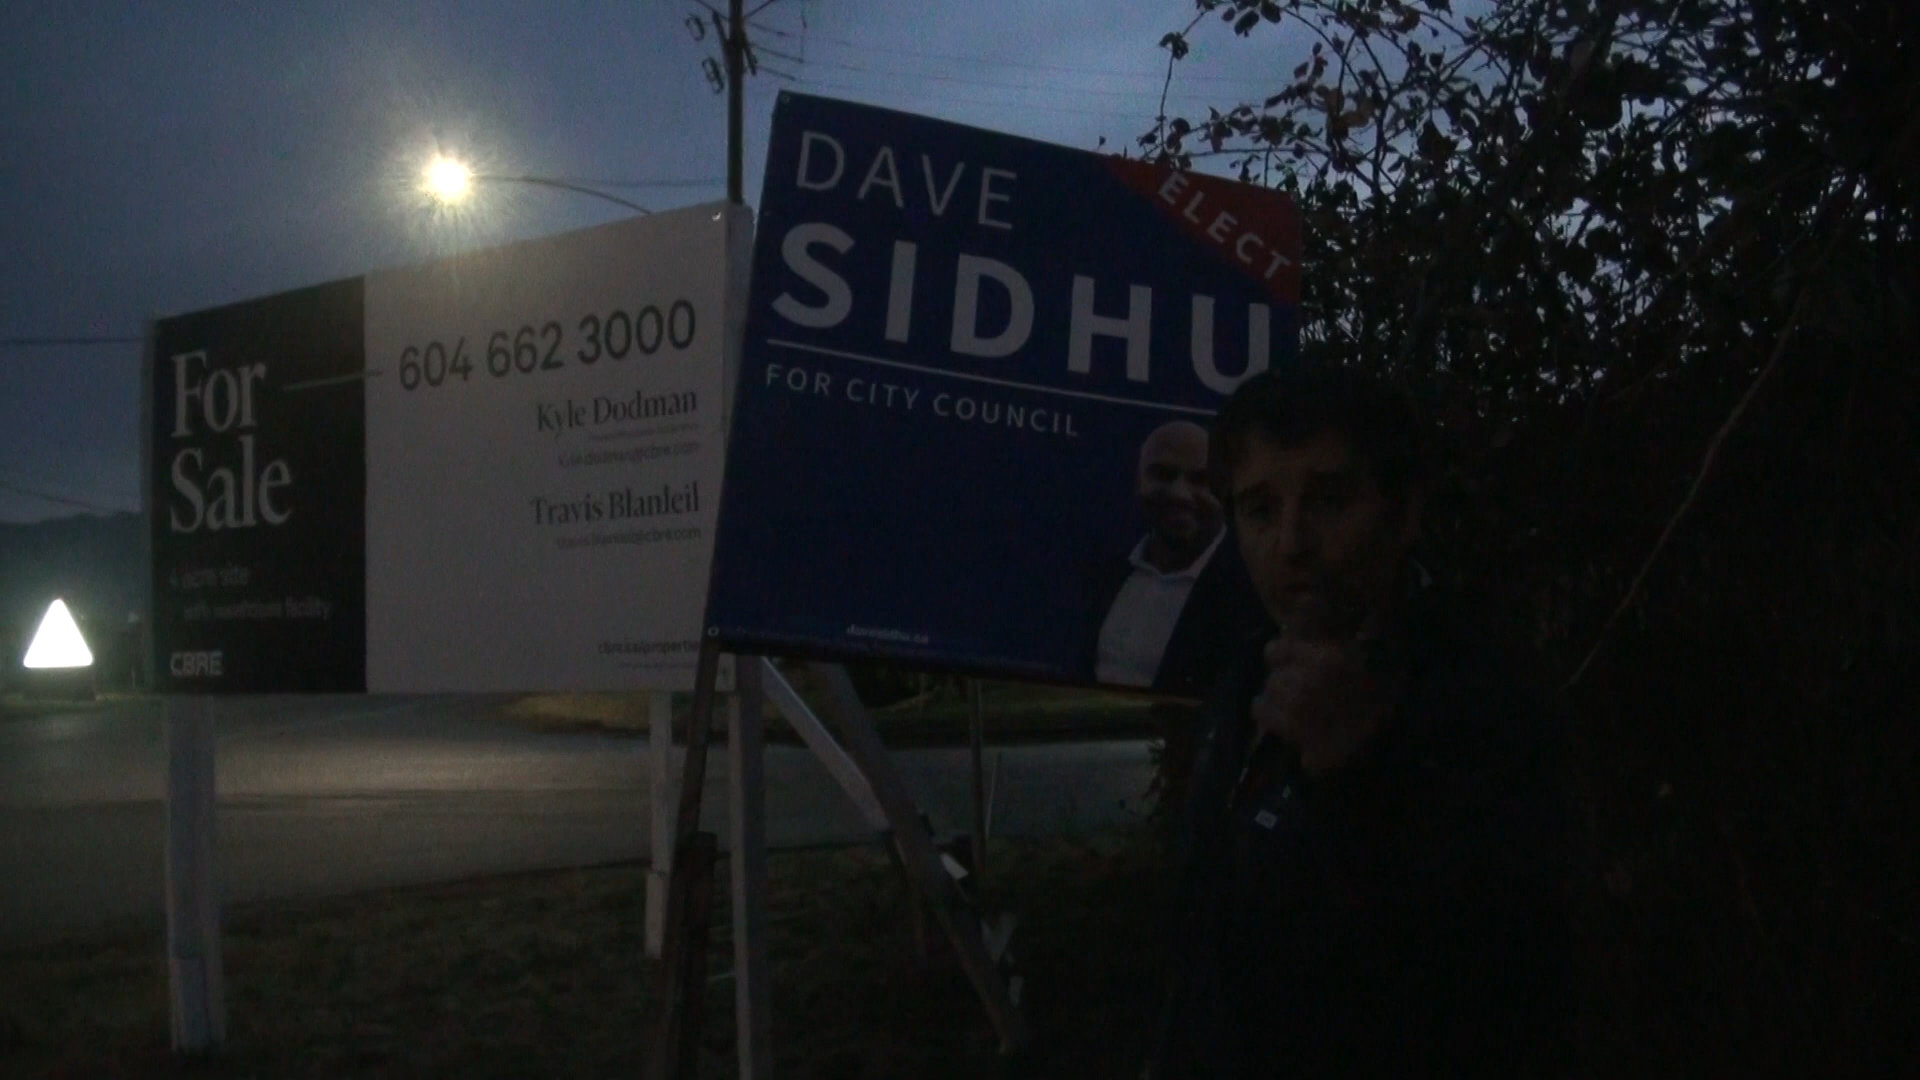 For
Sale
CBRE
604 662 3000
Kyle Dodman
Travis Blanleil
DAVE
SIDHU
ELECT
FOR CITY COUNCIL